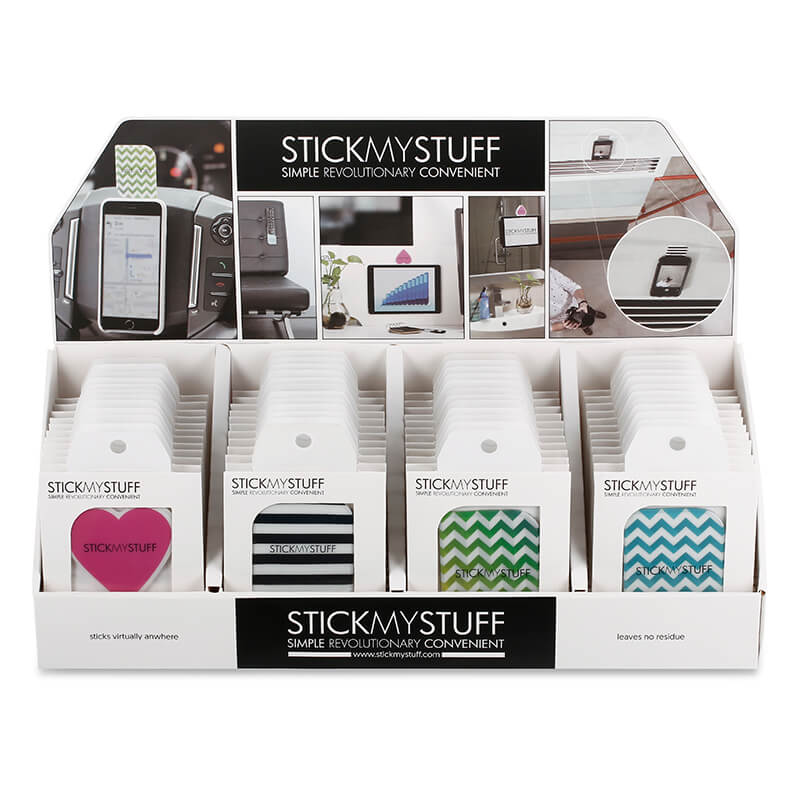 STICKMYSTUFF
SIMPLE REVOLUTIONARY CONVENIENT
STICKMYSTUFF
STICKMYSTUFF
SIMPLE REVOLUTIONARY CONVENIENT
STICKMYSTUFF
STICKMYSTUFF
SIMPLE REVOLUTIONARY CONVENIENT
STICKMYSTUFF
STICKMYSTUFF
SIMPLE REVOLUTIONARY CONVENIENT
STICKMYSTUFF
STICKMYSTUFF
SIMPLE REVOLUTIONARY CONVENIENT
STICKMYSTUFF
sticks virtually anwhere
STICKMYSTUFF
SIMPLE REVOLUTIONARY CONVENIENT
www.stickmystuff.com
leaves no residue